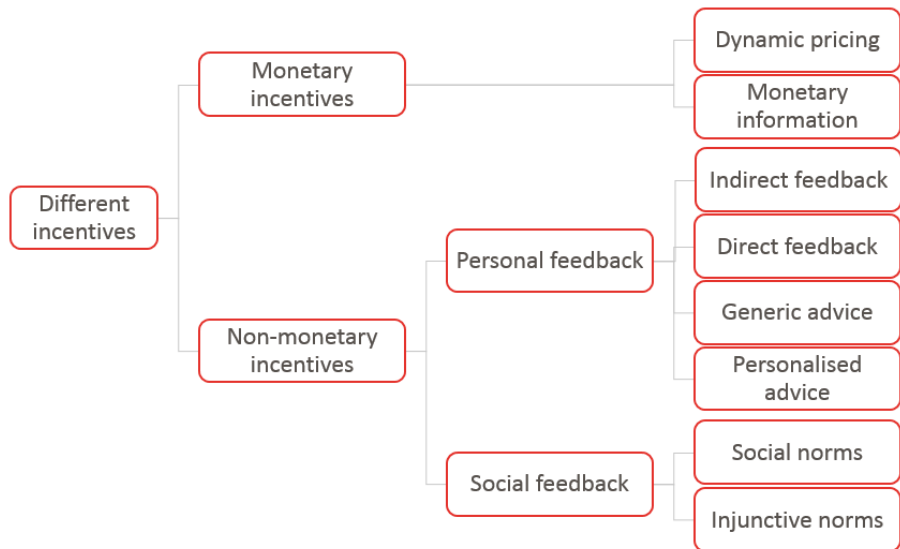 Different
incentives
Monetary
incentives
Dynamic pricing
Monetary
information
Non-monetary
incentives
Personal feedback
Indirect feedback
Direct feedback
Generic advice
Personalised
advice
Social feedback
Social norms
Injunctive norms